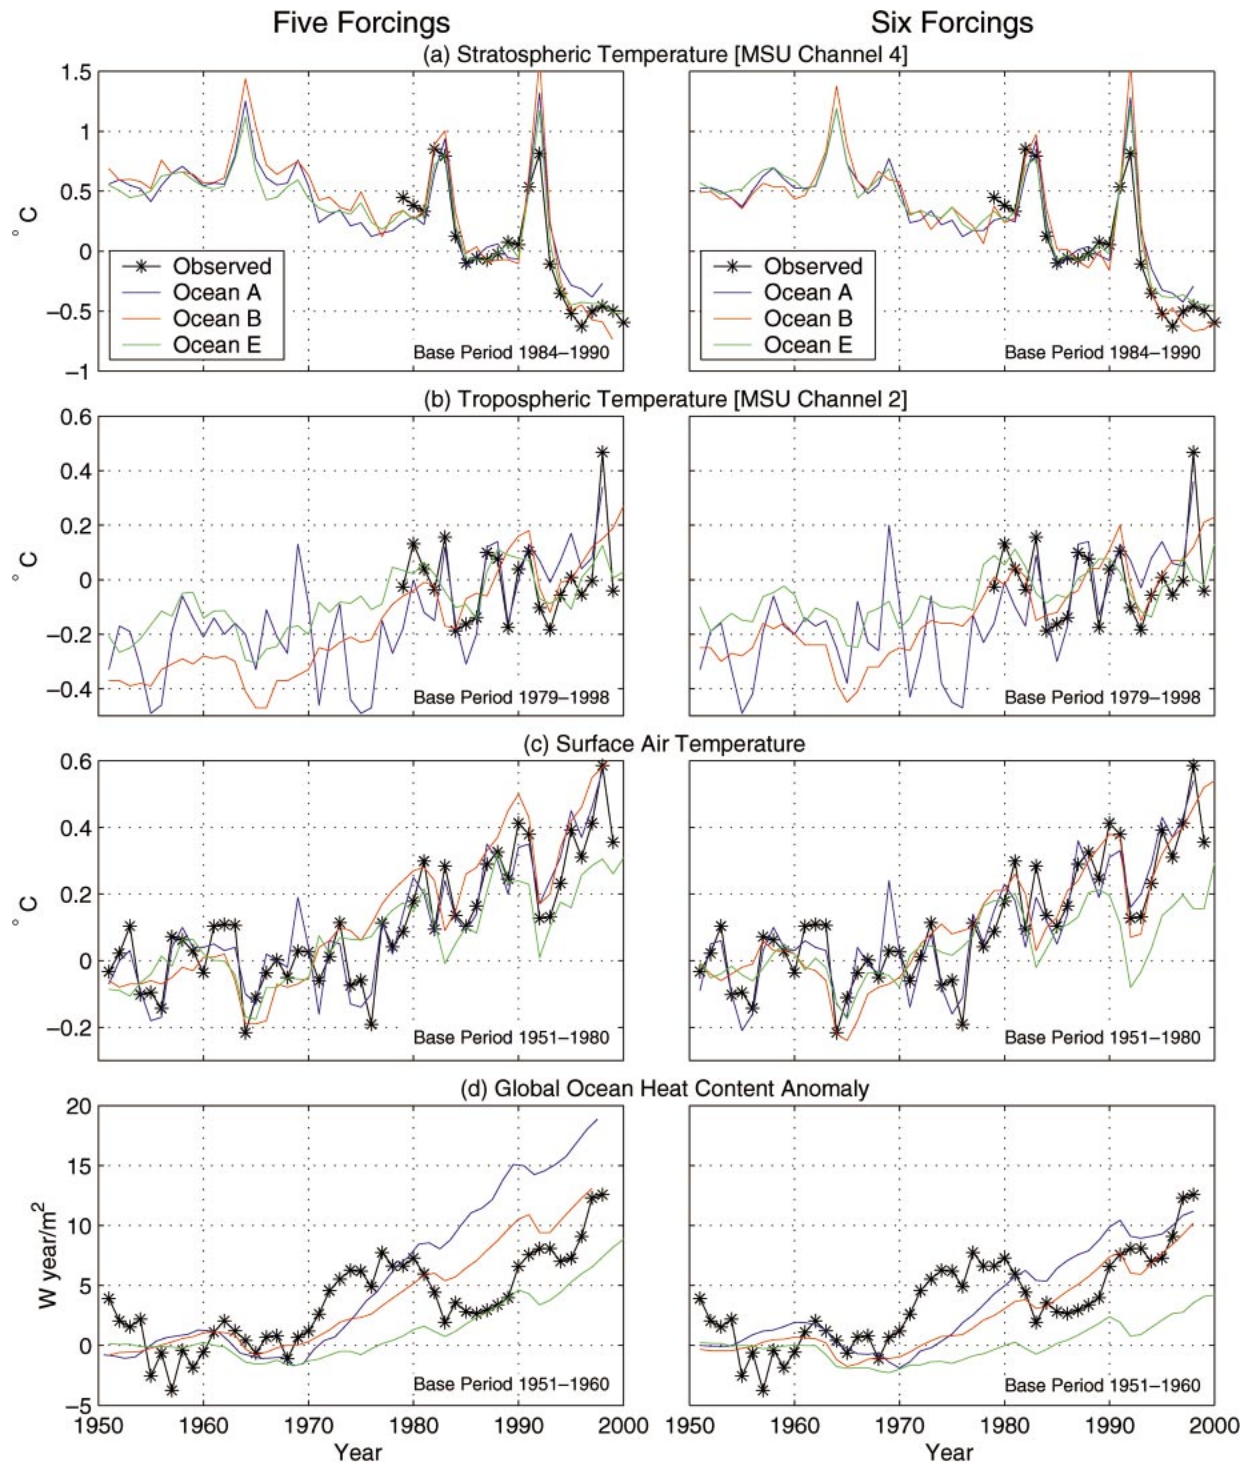 Five Forcings
Six Forcings
(a) Stratospheric Temperature [MSU Channel 4]
1.5
1
0.5
0
−0.5
−1
° C
Observed
Ocean A
Ocean B
Ocean E
Base Period 1984−1990
Observed
Ocean A
Ocean B
Ocean E
Base Period 1984−1990
(b) Tropospheric Temperature [MSU Channel 2]
0.6
0.4
0.2
0
−0.2
−0.4
° C
Base Period 1979−1998
Base Period 1979−1998
(c) Surface Air Temperature
0.6
0.4
0.2
0
−0.2
° C
Base Period 1951−1980
Base Period 1951−1980
(d) Global Ocean Heat Content Anomaly
20
15
10
5
0
−5
W year/m²
Base Period 1951−1960
Base Period 1951−1960
1950 1960 1970 1980 1990 2000
1950 1960 1970 1980 1990 2000
Year
Year